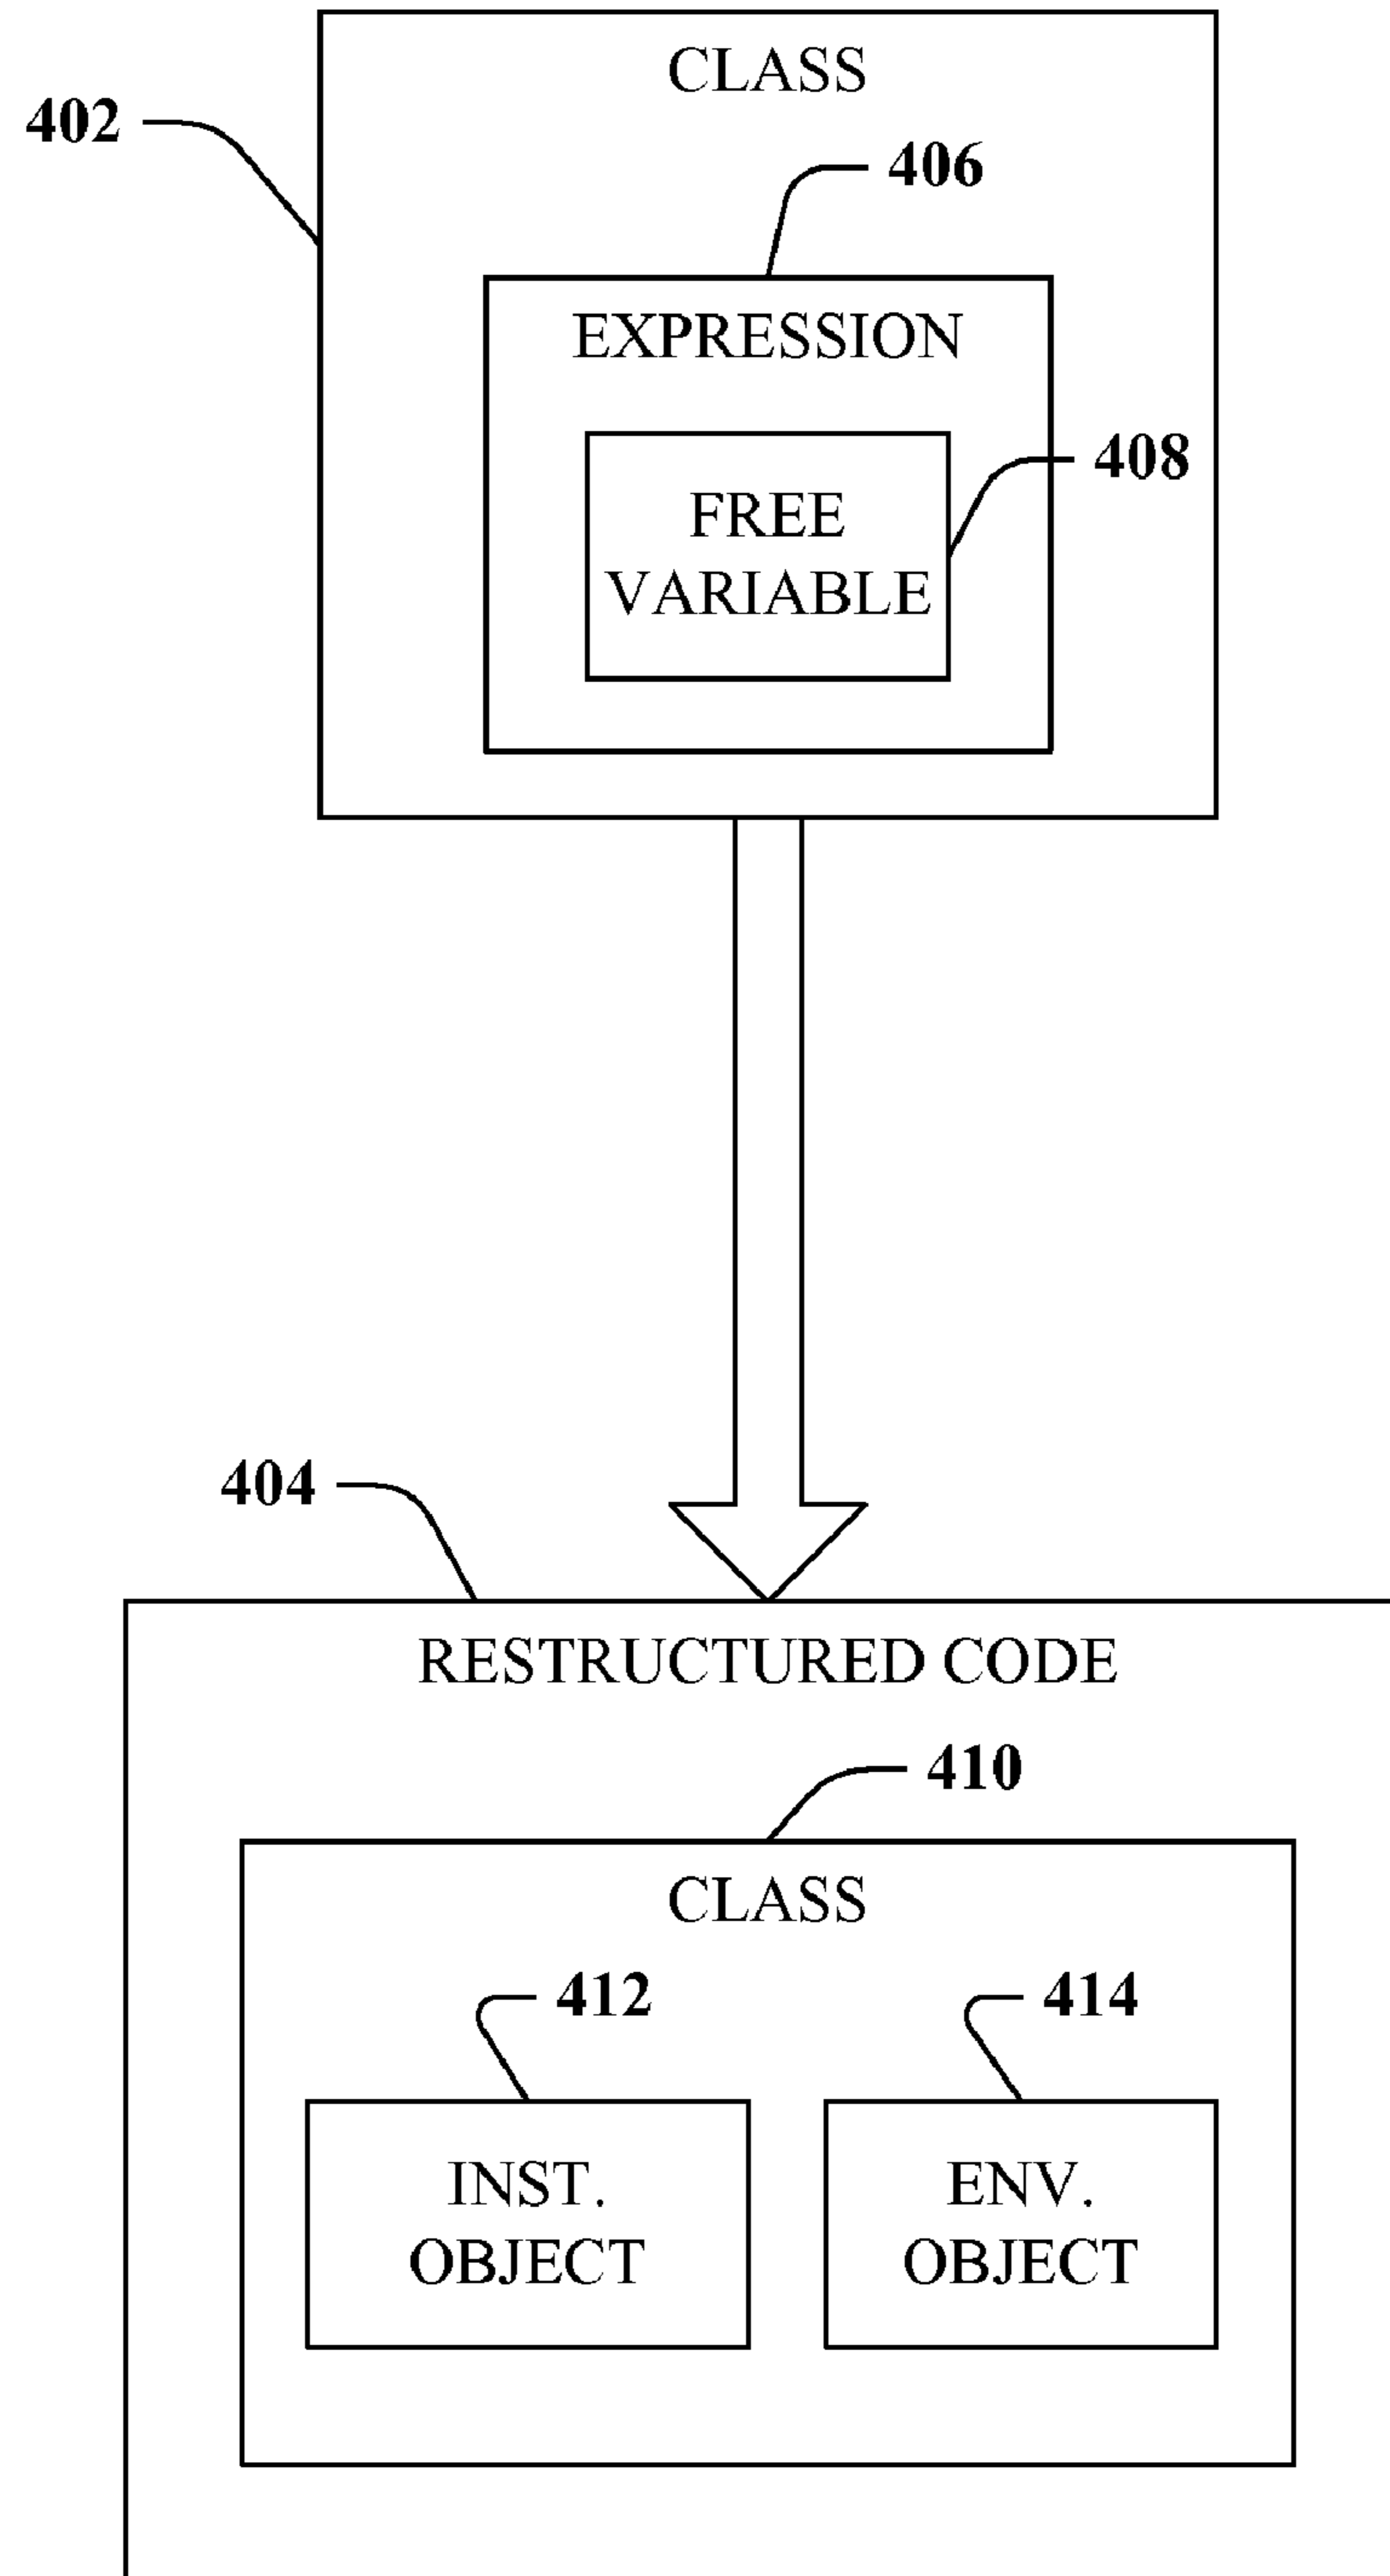 CLASS
402
406
EXPRESSION
408
FREE
VARIABLE
404
RESTRUCTURED CODE
410
CLASS
412
414
INST.
OBJECT
ENV.
OBJECT